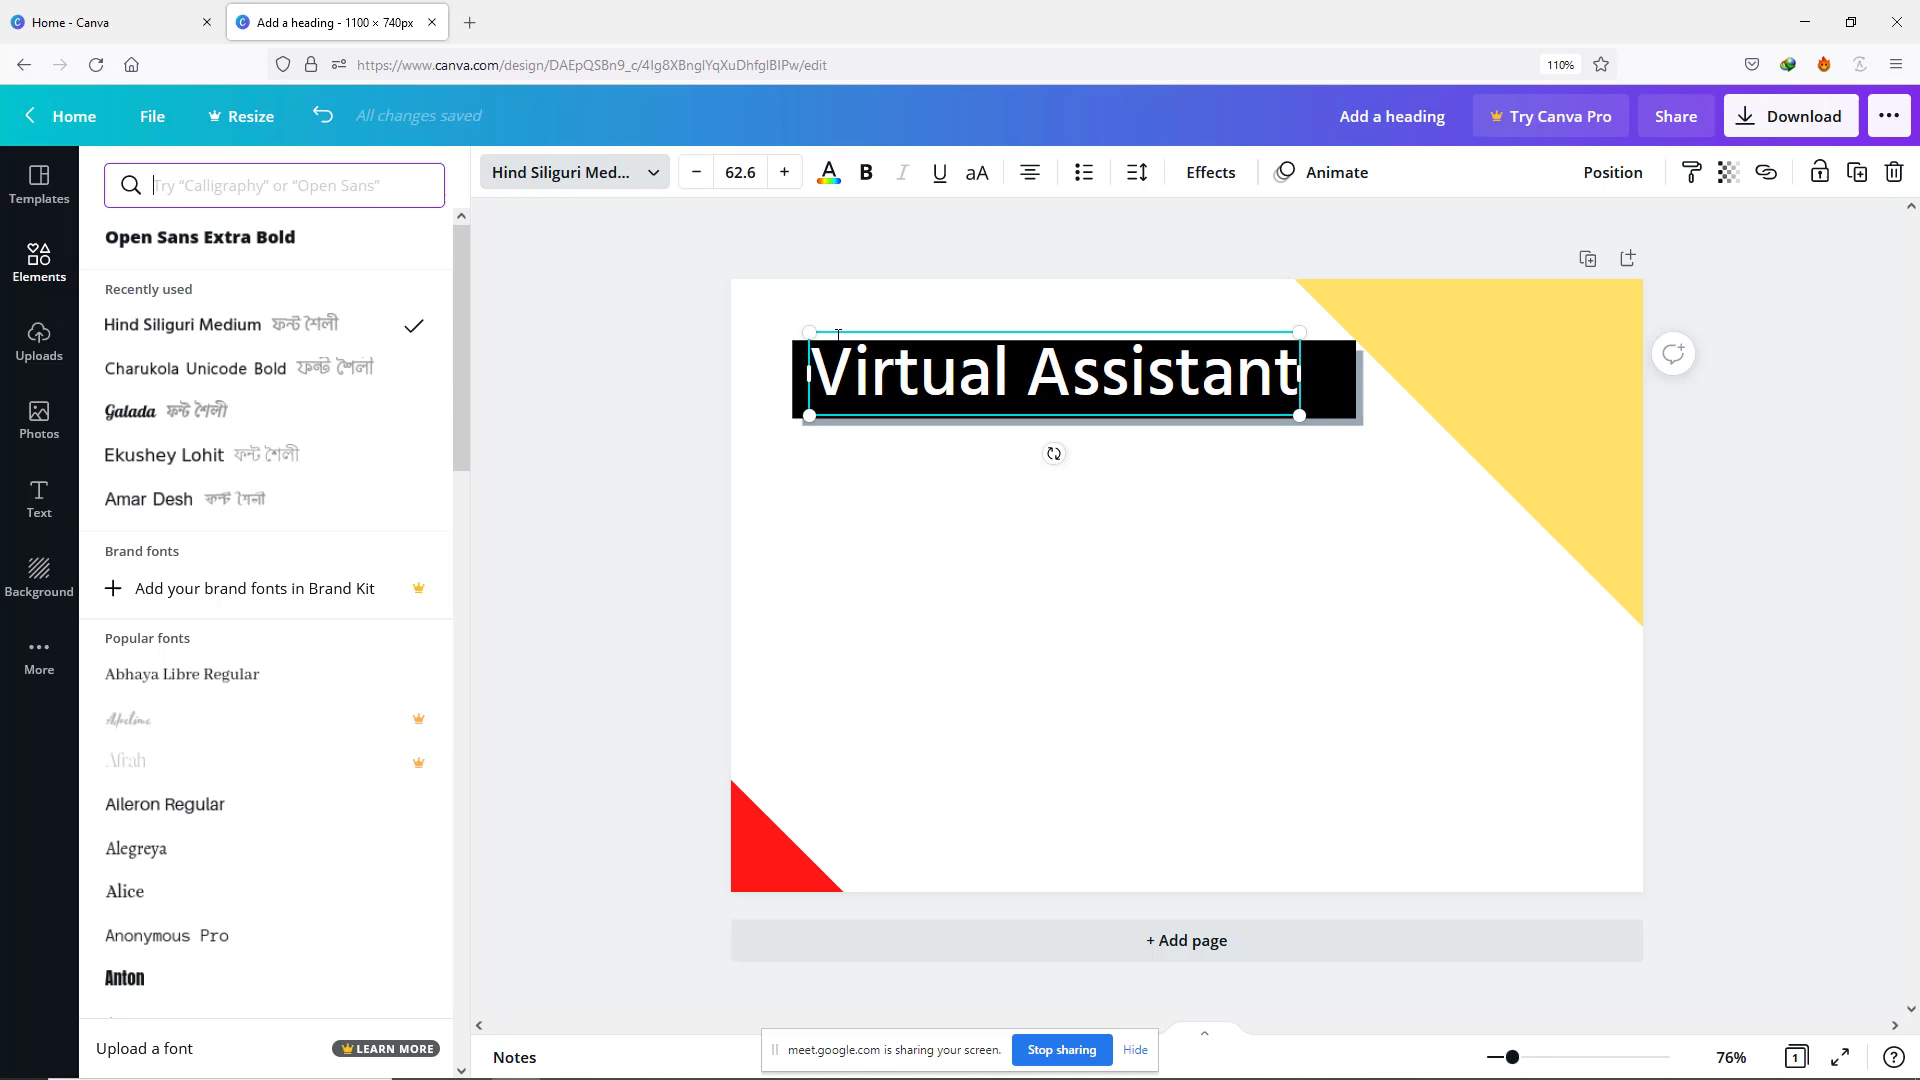 Home - Canva
Add a heading - 1100 × 740px
https://www.canva.com/design/DAEpQSBn9_c/4Ig8XBnglYqXuDhfglBIPw/edit
110%
Home
File
Resize
All changes saved
Add a heading
Try Canva Pro
Share
Download
Templates
Elements
Uploads
Photos
Text
Background
More
Try “Calligraphy” or “Open Sans”
Open Sans Extra Bold
Recently used
Hind Siliguri Medium ফন্ট শৈলী
Charukola Unicode Bold ফন্ট শৈলী
Galada ফন্ট শৈলী
Ekushey Lohit ফন্ট শৈলী
Amar Desh ফন্ট শৈলী
Brand fonts
Add your brand fonts in Brand Kit
Popular fonts
Abhaya Libre Regular
Afrah
Aileron Regular
Alegreya
Alice
Anonymous Pro
Anton
Upload a font
LEARN MORE
Hind Siliguri Med...
62.6
B
I
U
aA
Effects
Animate
Position
Virtual Assistant
+ Add page
Notes
meet.google.com is sharing your screen.
Stop sharing
Hide
76%
1